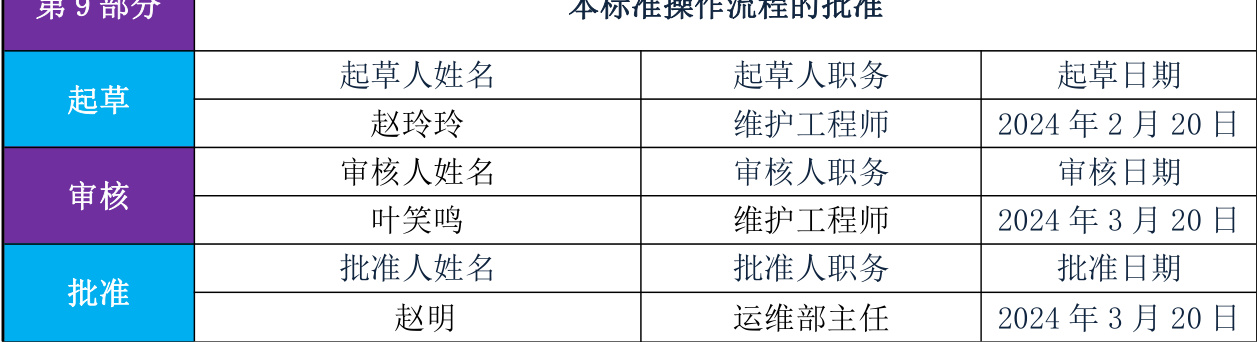 第 9 部分 本标准操作流程的批准
起草 起草人姓名 起草人职务 起草日期
赵玲玲 维护工程师 2024 年 2 月 20 日
审核 审核人姓名 审核人职务 审核日期
叶笑鸣 维护工程师 2024 年 3 月 20 日
批准 批准人姓名 批准人职务 批准日期
赵明 运维部主任 2024 年 3 月 20 日